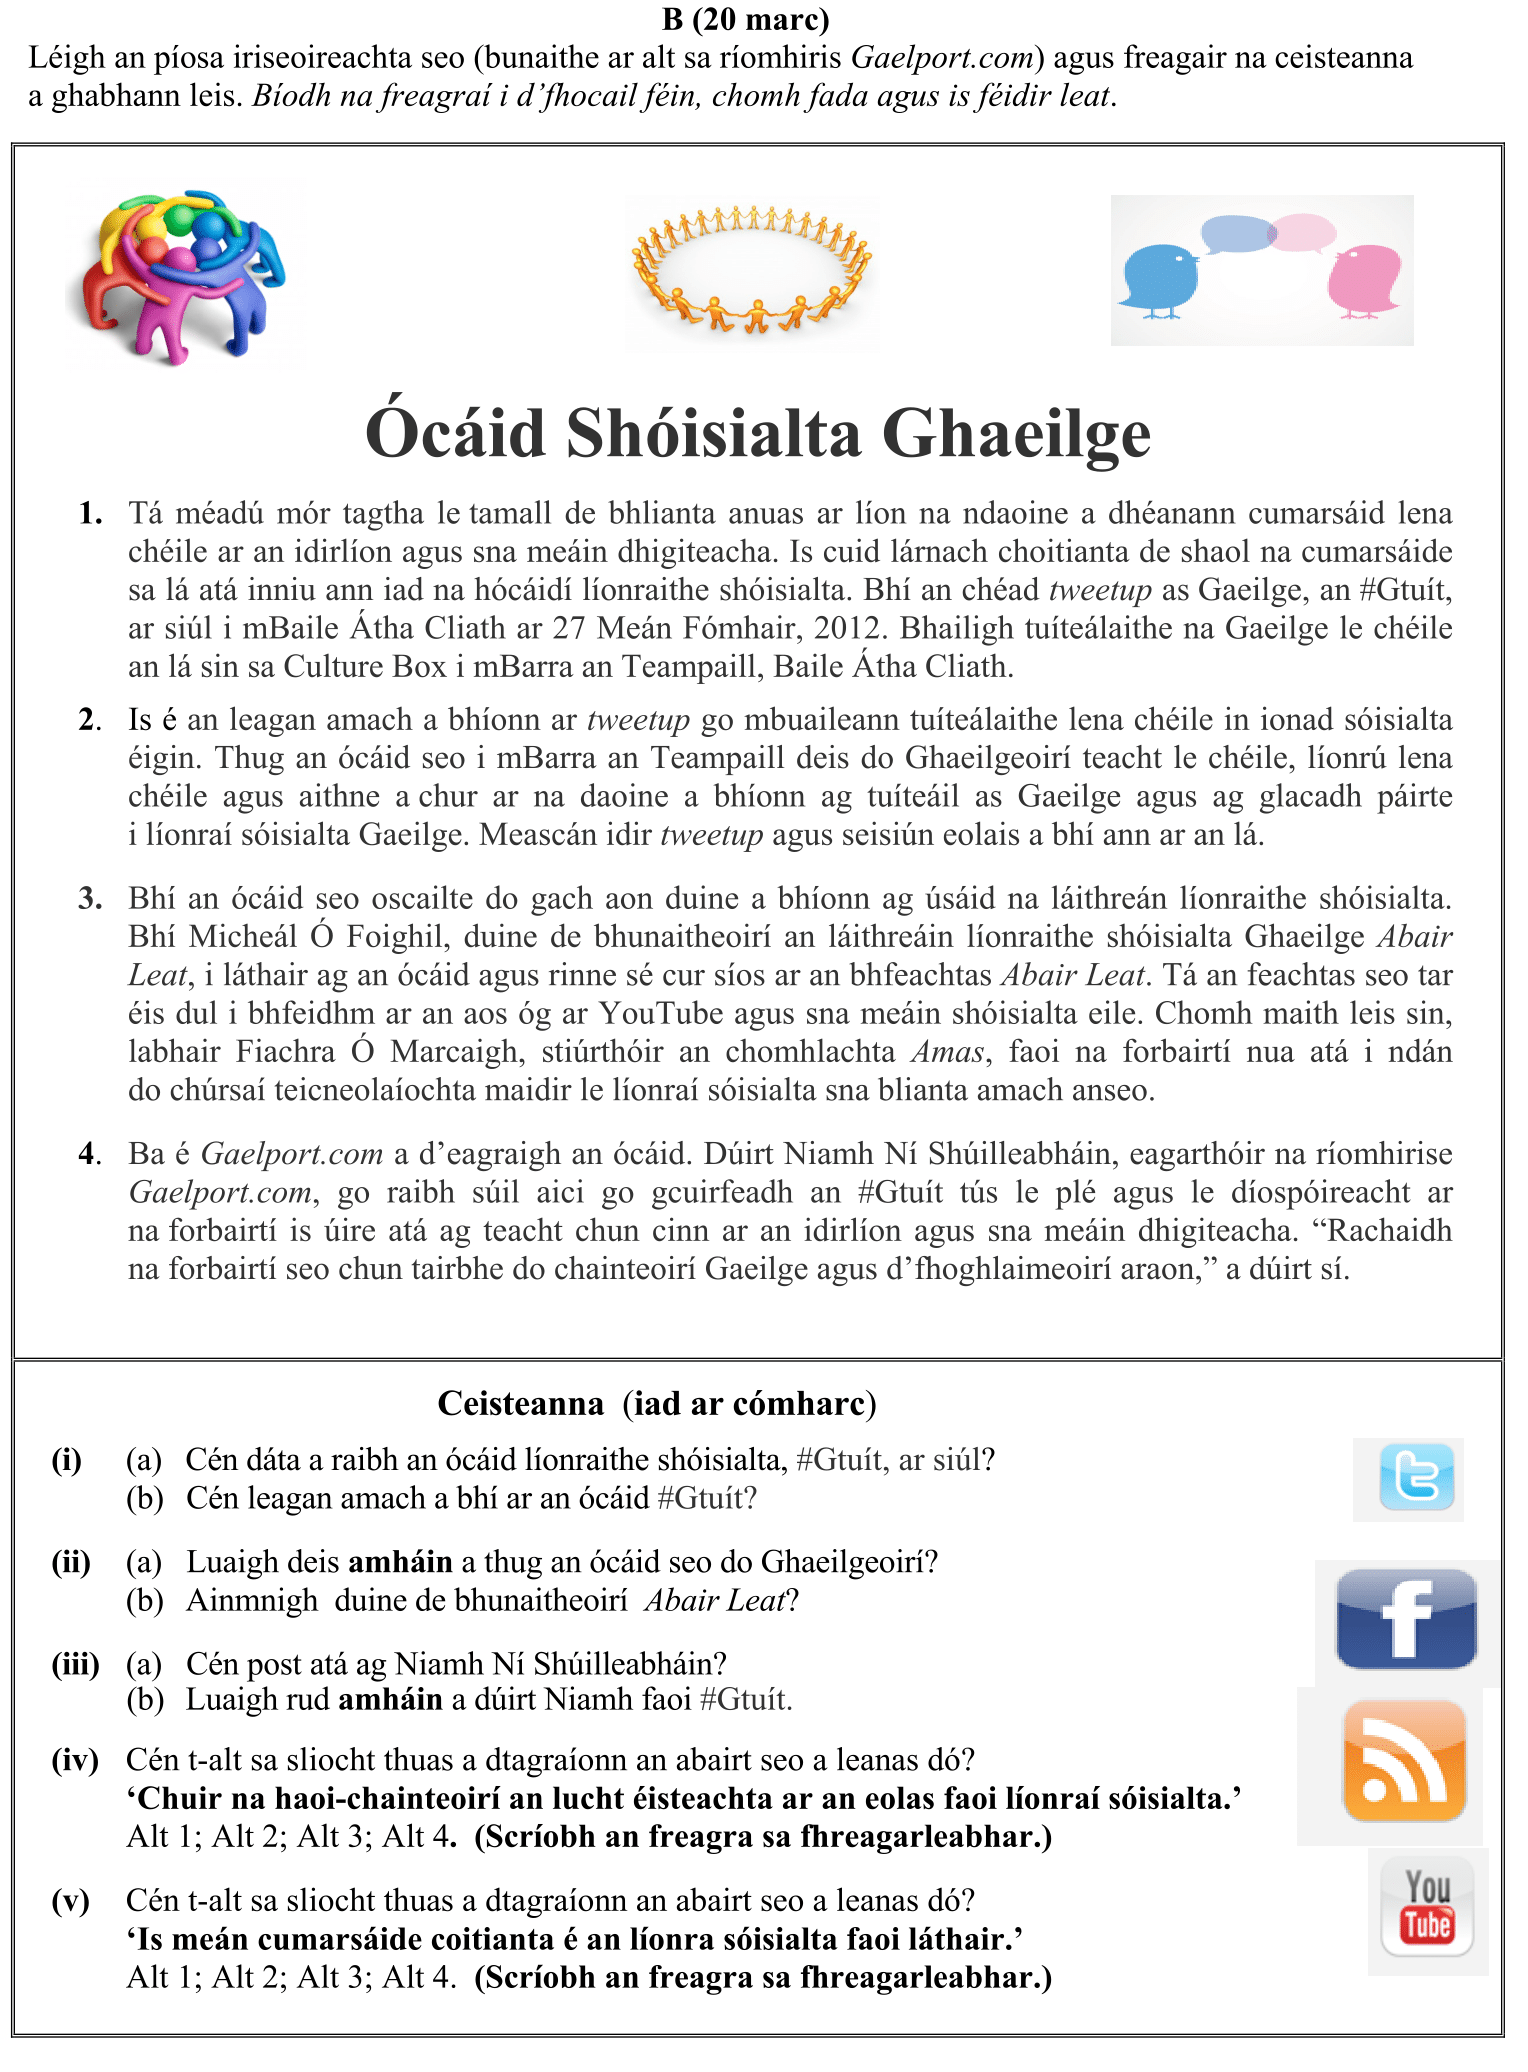 B (20 marc)
Léigh an píosa iriseoireachta seo (bunaithe ar alt sa ríomhiris Gaelport.com) agus freagair na ceisteanna
a ghabhann leis. Bíodh na freagraí i d’fhocail féin, chomh fada agus is féidir leat.
Ócáid Shóisialta Ghaeilge
1. Tá méadú mór tagtha le tamall de bhlianta anuas ar líon na ndaoine a dhéanann cumarsáid lena
chéile ar an idirlíon agus sna meáin dhigiteacha. Is cuid lárnach choitianta de shaol na cumarsáide
sa lá atá inniu ann iad na hócáidí líonraithe shóisialta. Bhí an chéad tweetup as Gaeilge, an #Gtuít,
ar siúl i mBaile Átha Cliath ar 27 Meán Fómhair, 2012. Bhailigh tuíteálaithe na Gaeilge le chéile
an lá sin sa Culture Box i mBarra an Teampaill, Baile Átha Cliath.
2. Is é an leagan amach a bhíonn ar tweetup go mbuaileann tuíteálaithe lena chéile in ionad sóisialta
éigin. Thug an ócáid seo i mBarra an Teampaill deis do Ghaeilgeoirí teacht le chéile, líonrú lena
chéile agus aithne a chur ar na daoine a bhíonn ag tuíteáil as Gaeilge agus ag glacadh páirte
i líonraí sóisialta Gaeilge. Meascán idir tweetup agus seisiún eolais a bhí ann ar an lá.
3. Bhí an ócáid seo oscailte do gach aon duine a bhíonn ag úsáid na láithreán líonraithe shóisialta.
Bhí Micheál Ó Foighil, duine de bhunaitheoirí an láithreáin líonraithe shóisialta Ghaeilge Abair
Leat, i láthair ag an ócáid agus rinne sé cur síos ar an bhfeachtas Abair Leat. Tá an feachtas seo tar
éis dul i bhfeidhm ar an aos óg ar YouTube agus sna meáin shóisialta eile. Chomh maith leis sin,
labhair Fiachra Ó Marcaigh, stiúrthóir an chomhlachta Amas, faoi na forbairtí nua atá i ndán
do chúrsaí teicneolaíochta maidir le líonraí sóisialta sna blianta amach anseo.
4. Ba é Gaelport.com a d’eagraigh an ócáid. Dúirt Niamh Ní Shúilleabháin, eagarthóir na ríomhirise
Gaelport.com, go raibh súil aici go gcuirfeadh an #Gtuít tús le plé agus le díospóireacht ar
na forbairtí is úire atá ag teacht chun cinn ar an idirlíon agus sna meáin dhigiteacha. “Rachaidh
na forbairtí seo chun tairbhe do chainteoirí Gaeilge agus d’fhoghlaimeoirí araon,” a dúirt sí.
Ceisteanna (iad ar cómharc)
(i) (a) Cén dáta a raibh an ócáid líonraithe shóisialta, #Gtuít, ar siúl?
(b) Cén leagan amach a bhí ar an ócáid #Gtuít?
(ii) (a) Luaigh deis amháin a thug an ócáid seo do Ghaeilgeoirí?
(b) Ainmnigh duine de bhunaitheoirí Abair Leat?
(iii) (a) Cén post atá ag Niamh Ní Shúilleabháin?
(b) Luaigh rud amháin a dúirt Niamh faoi #Gtuít.
(iv) Cén t-alt sa sliocht thuas a dtagraíonn an abairt seo a leanas dó?
‘Chuir na haoi-chainteoirí an lucht éisteachta ar an eolas faoi líonraí sóisialta.’
Alt 1; Alt 2; Alt 3; Alt 4. (Scríobh an freagra sa fhreagarleabhar.)
(v) Cén t-alt sa sliocht thuas a dtagraíonn an abairt seo a leanas dó?
‘Is meán cumarsáide coitianta é an líonra sóisialta faoi láthair.’
Alt 1; Alt 2; Alt 3; Alt 4. (Scríobh an freagra sa fhreagarleabhar.)
t
f
You
Tube